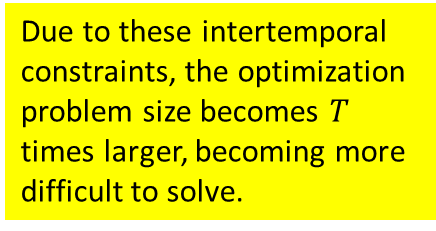 Due to these intertemporal
constraints, the optimization
problem size becomes T
times larger, becoming more
difficult to solve.